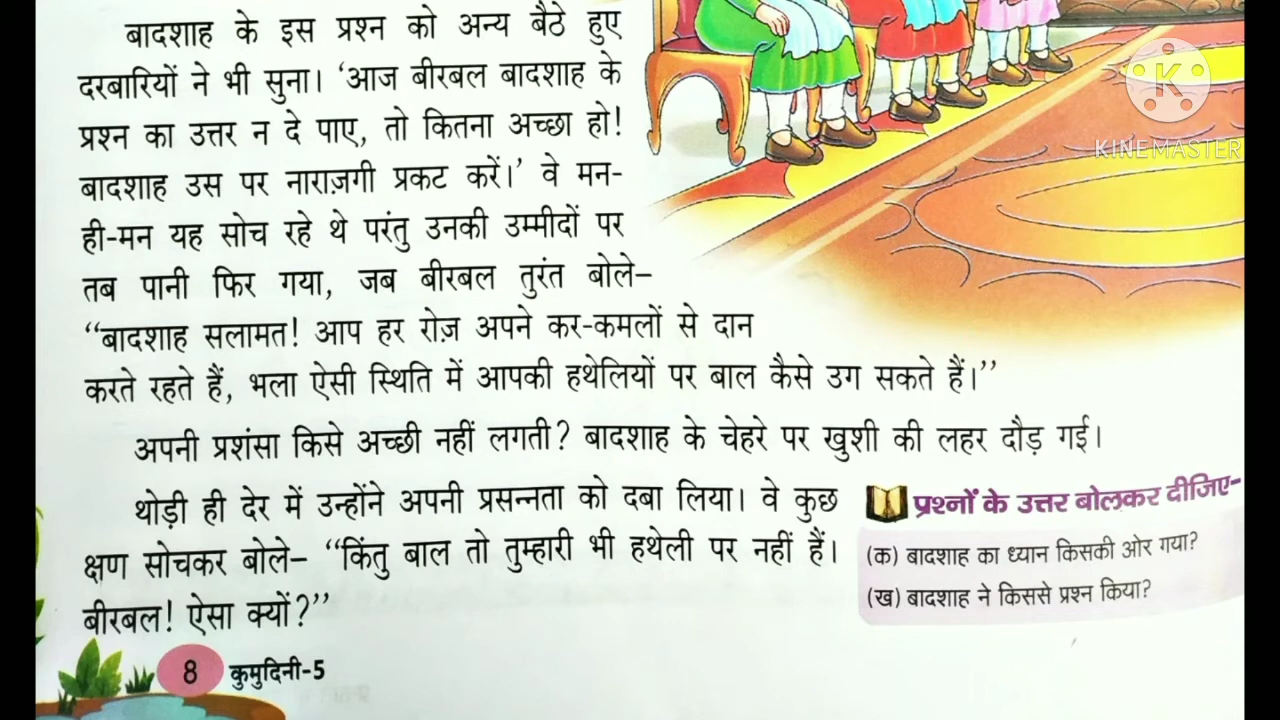 बादशाह के इस प्रश्न को अन्य बैठे हुए
दरबारियों ने भी सुना। ‘आज बीरबल बादशाह के
प्रश्न का उत्तर न दे पाए, तो कितना अच्छा हो!
बादशाह उस पर नाराज़गी प्रकट करें।’ वे मन-
ही-मन यह सोच रहे थे परंतु उनकी उम्मीदों पर
तब पानी फिर गया, जब बीरबल तुरंत बोले–
‘‘बादशाह सलामत! आप हर रोज़ अपने कर-कमलों से दान
करते रहते हैं, भला ऐसी स्थिति में आपकी हथेलियों पर बाल कैसे उग सकते हैं।’’
अपनी प्रशंसा किसे अच्छी नहीं लगती? बादशाह के चेहरे पर खुशी की लहर दौड़ गई।
थोड़ी ही देर में उन्होंने अपनी प्रसन्नता को दबा लिया। वे कुछ
क्षण सोचकर बोले– ‘‘किंतु बाल तो तुम्हारी भी हथेली पर नहीं हैं।
बीरबल! ऐसा क्यों?’’
प्रश्नों के उत्तर बोलकर दीजिए-
(क) बादशाह का ध्यान किसकी ओर गया?
(ख) बादशाह ने किससे प्रश्न किया?
8 कुमुदिनी-5
K
KINEMASTER